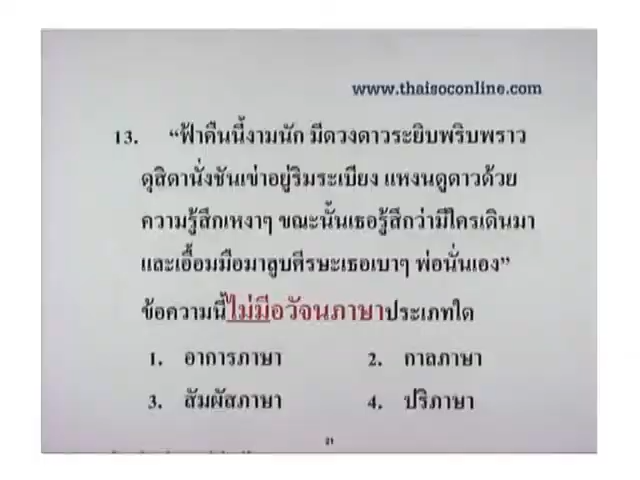 www.thaisoconline.com
13. “ฟ้าคืนนี้งามนัก มีดวงดาวระยิบพริบพราว
ดุสิตานั่งชันเข่าอยู่ริมระเบียง แหงนดูดาวด้วย
ความรู้สึกเหงาๆ ขณะนั้นเธอรู้สึกว่ามีใครเดินมา
และเอื้อมมือมาลูบศีรษะเธอเบาๆ พ่อนั่นเอง”
ข้อความนี้ไม่มีอวัจนภาษาประเภทใด
1. อาการภาษา 2. กาลภาษา
3. สัมผัสภาษา 4. ปริภาษา
21